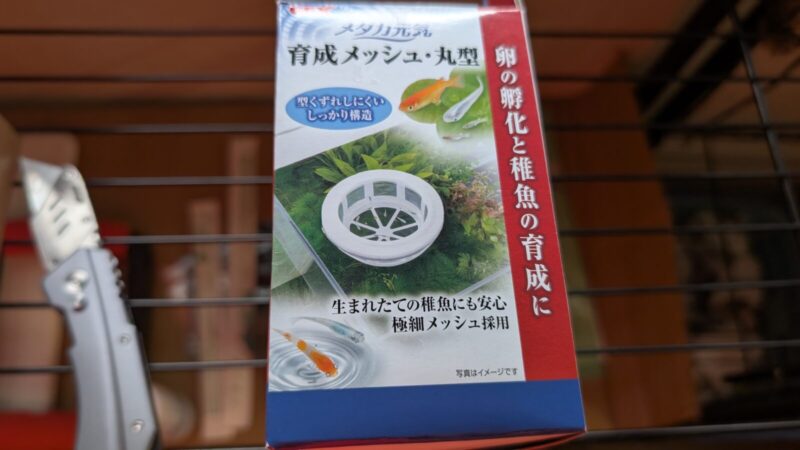 メダカ元気
育成メッシュ・丸型
型くずれしにくい
しっかり構造
卵の孵化と稚魚の育成に
生まれたての稚魚にも安心
極細メッシュ採用
写真はイメージです